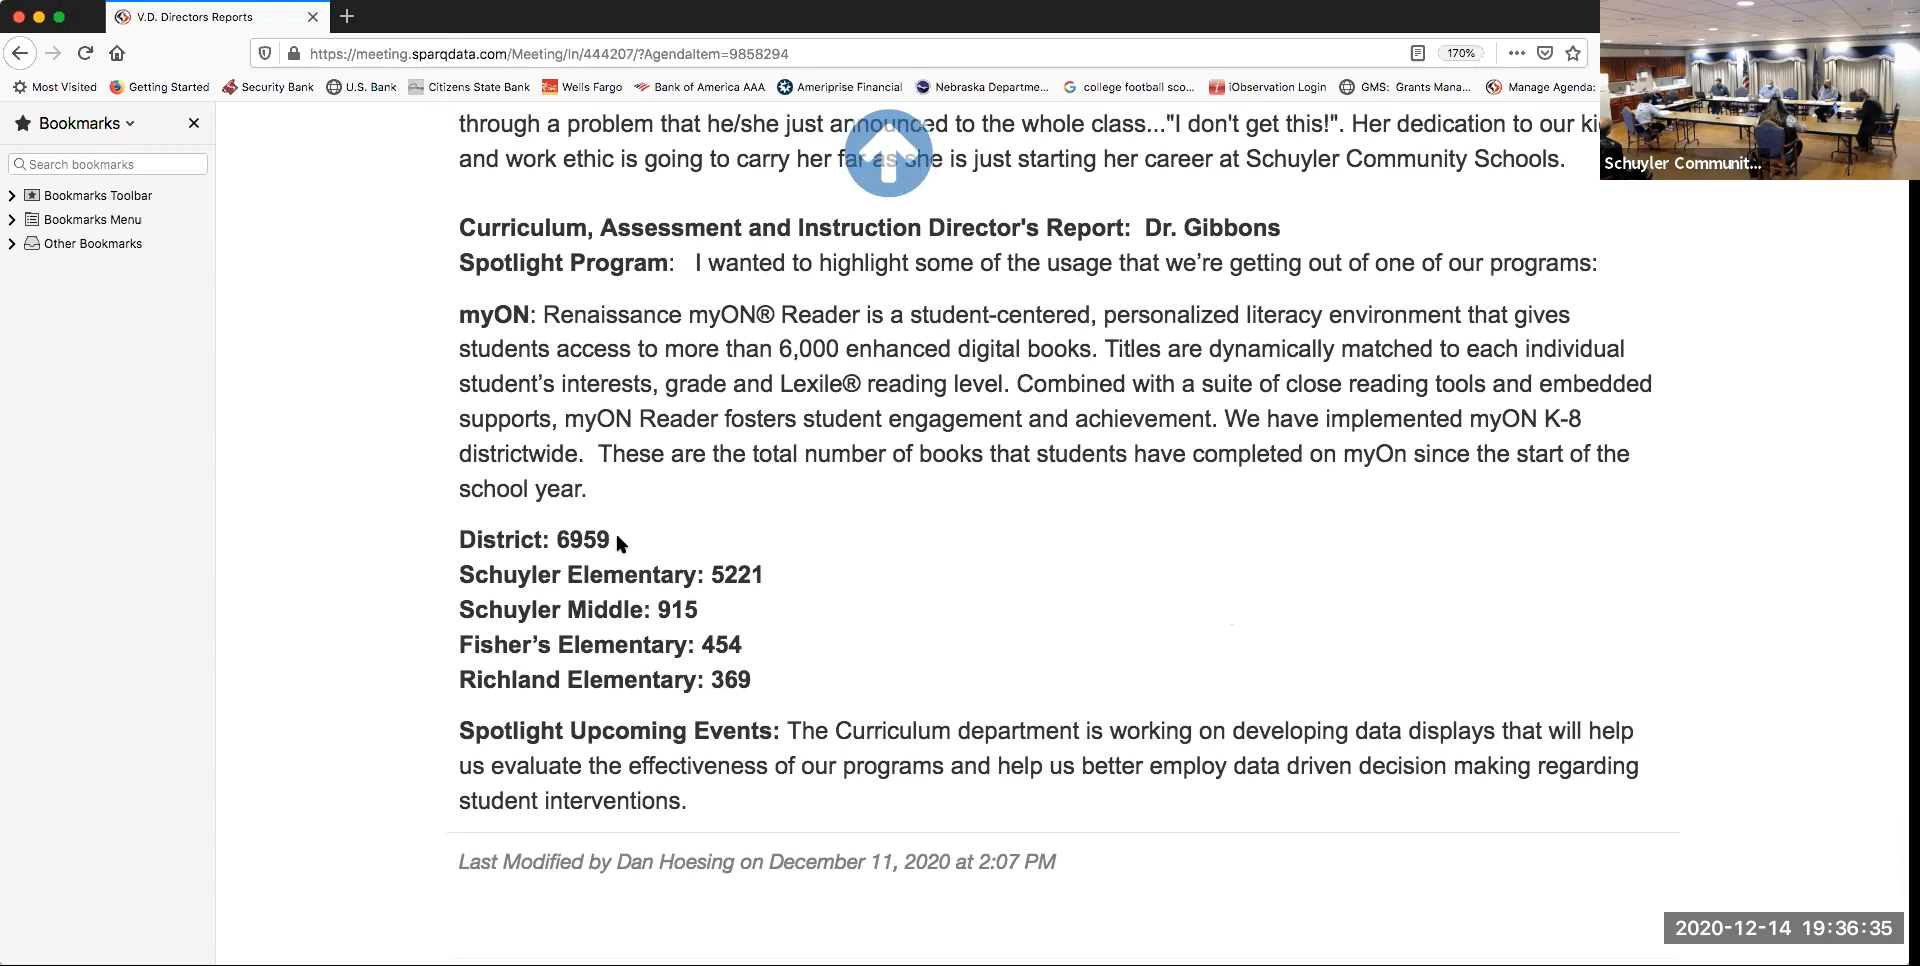 V.D. Directors Reports
https://meeting.sparqdata.com/Meeting/In/444207/?AgendaItem=9858294
170%
Most Visited Getting Started Security Bank U.S. Bank Citizens State Bank Wells Fargo Bank of America AAA Ameriprise Financial Nebraska Departme... college football sco... iObservation Login GMS: Grants Mana... Manage Agenda:
Bookmarks
Search bookmarks
Bookmarks Toolbar
Bookmarks Menu
Other Bookmarks
through a problem that he/she just announced to the whole class..."I don't get this!". Her dedication to our ki
and work ethic is going to carry her far as she is just starting her career at Schuyler Community Schools.
Curriculum, Assessment and Instruction Director's Report: Dr. Gibbons
Spotlight Program: I wanted to highlight some of the usage that we’re getting out of one of our programs:
myON: Renaissance myON® Reader is a student-centered, personalized literacy environment that gives
students access to more than 6,000 enhanced digital books. Titles are dynamically matched to each individual
student’s interests, grade and Lexile® reading level. Combined with a suite of close reading tools and embedded
supports, myON Reader fosters student engagement and achievement. We have implemented myON K-8
districtwide. These are the total number of books that students have completed on myOn since the start of the
school year.
District: 6959
Schuyler Elementary: 5221
Schuyler Middle: 915
Fisher’s Elementary: 454
Richland Elementary: 369
Spotlight Upcoming Events: The Curriculum department is working on developing data displays that will help
us evaluate the effectiveness of our programs and help us better employ data driven decision making regarding
student interventions.
Last Modified by Dan Hoesing on December 11, 2020 at 2:07 PM
Schuyler Communit...
2020-12-14 19:36:35